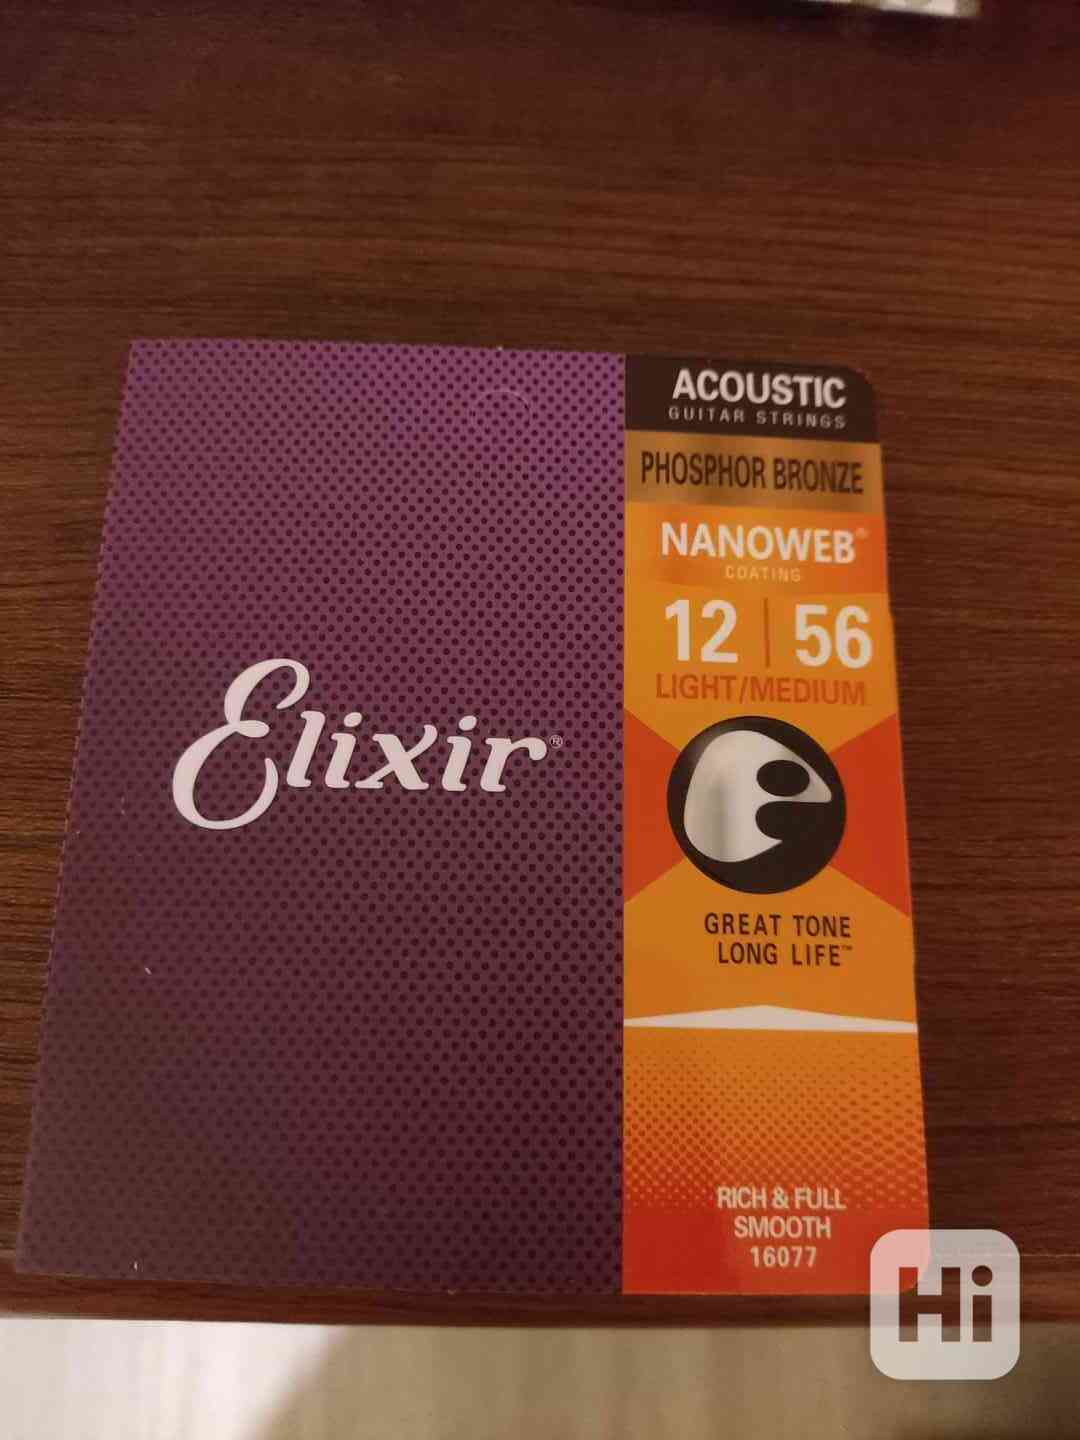 Elixir®
ACOUSTIC
GUITAR STRINGS
PHOSPHOR BRONZE
NANOWEB®
COATING
12 | 56
LIGHT/MEDIUM
GREAT TONE
LONG LIFE™
RICH & FULL
SMOOTH
16077
Hi